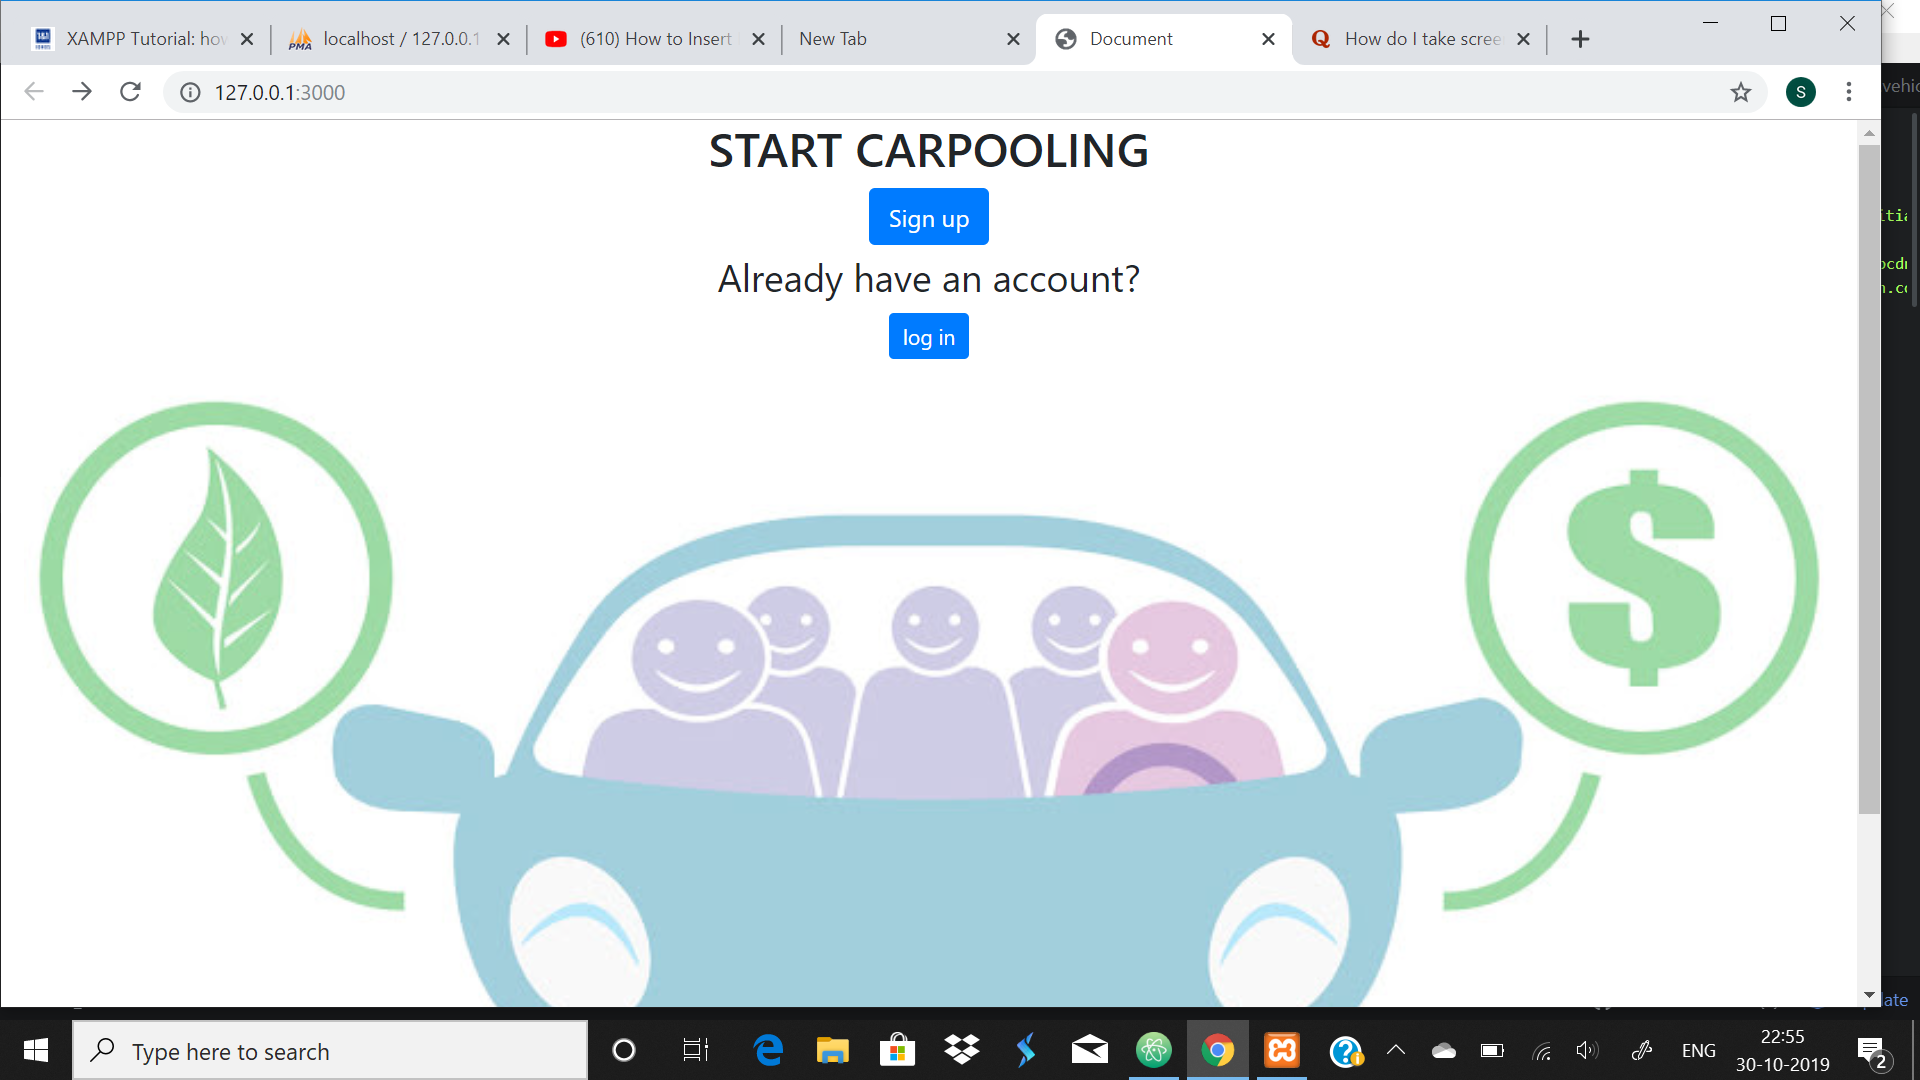 XAMPP Tutorial: how
localhost / 127.0.0.1
(610) How to Insert
New Tab
Document
How do I take scree
127.0.0.1:3000
S
START CARPOOLING
Sign up
Already have an account?
log in
$
Type here to search
ENG
22:55
30-10-2019
2